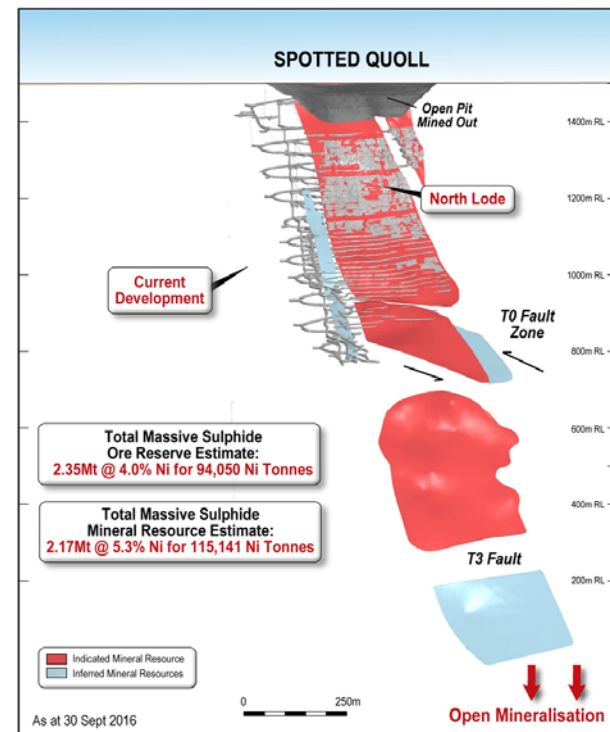 SPOTTED QUOLL
Open Pit
Mined Out
1400m RL
North Lode
1200m RL
Current
Development
1000m RL
T0 Fault
Zone
800m RL
Total Massive Sulphide
Ore Reserve Estimate:
2.35Mt @ 4.0% Ni for 94,050 Ni Tonnes
600m RL
Total Massive Sulphide
Mineral Resource Estimate:
2.17Mt @ 5.3% Ni for 115,141 Ni Tonnes
400m RL
T3 Fault
200m RL
Indicated Mineral Resource
Inferred Mineral Resources
0 250m
As at 30 Sept 2016
Open Mineralisation